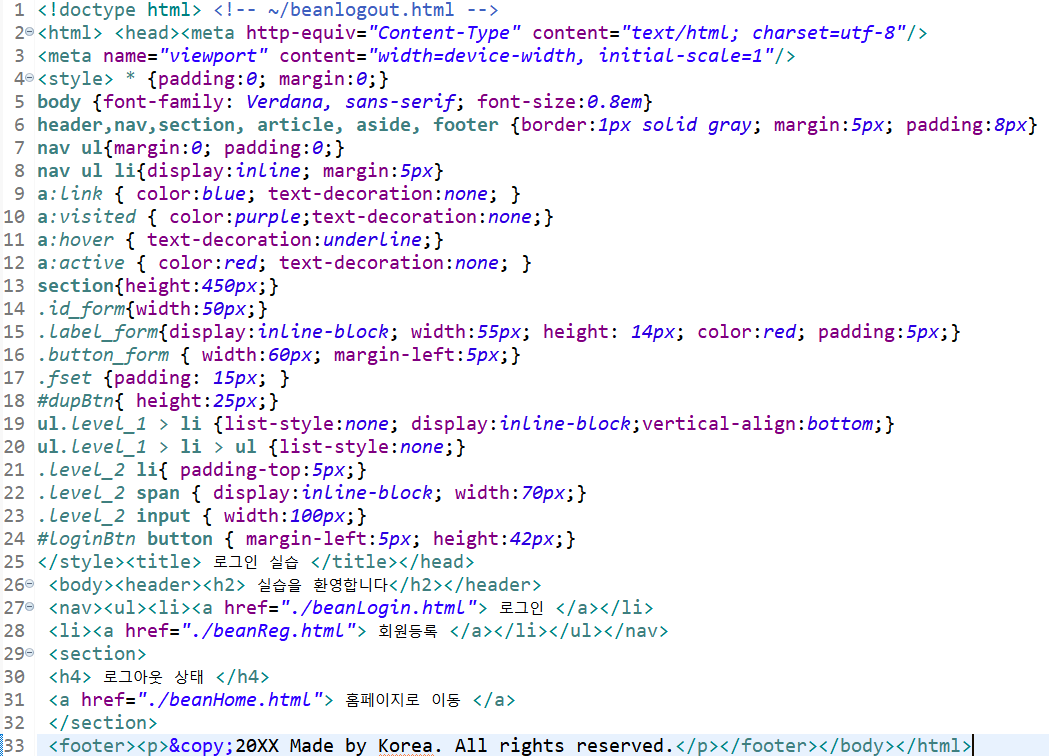 1 <!doctype html> <!-- ~/beanlogout.html -->
2 <html> <head><meta http-equiv="Content-Type" content="text/html; charset=utf-8"/>
3 <meta name="viewport" content="width=device-width, initial-scale=1"/>
4 <style> * {padding:0; margin:0;}
5 body {font-family: Verdana, sans-serif; font-size:0.8em}
6 header,nav,section, article, aside, footer {border:1px solid gray; margin:5px; padding:8px}
7 nav ul{margin:0; padding:0;}
8 nav ul li{display:inline; margin:5px}
9 a:link { color:blue; text-decoration:none; }
10 a:visited { color:purple;text-decoration:none;}
11 a:hover { text-decoration:underline;}
12 a:active { color:red; text-decoration:none; }
13 section{height:450px;}
14 .id_form{width:50px;}
15 .label_form{display:inline-block; width:55px; height: 14px; color:red; padding:5px;}
16 .button_form { width:60px; margin-left:5px;}
17 .fset {padding: 15px; }
18 #dupBtn{ height:25px;}
19 ul.level_1 > li {list-style:none; display:inline-block;vertical-align:bottom;}
20 ul.level_1 > li > ul {list-style:none;}
21 .level_2 li{ padding-top:5px;}
22 .level_2 span { display:inline-block; width:70px;}
23 .level_2 input { width:100px;}
24 #loginBtn button { margin-left:5px; height:42px;}
25 </style><title> 로그인 실습 </title></head>
26 <body><header><h2> 실습을 환영합니다</h2></header>
27 <nav><ul><li><a href="./beanLogin.html"> 로그인 </a></li>
28 <li><a href="./beanReg.html"> 회원등록 </a></li></ul></nav>
29 <section>
30 <h4> 로그아웃 상태 </h4>
31 <a href="./beanHome.html"> 홈페이지로 이동 </a>
32 </section>
33 <footer><p>&copy;20XX Made by Korea. All rights reserved.</p></footer></body></html>